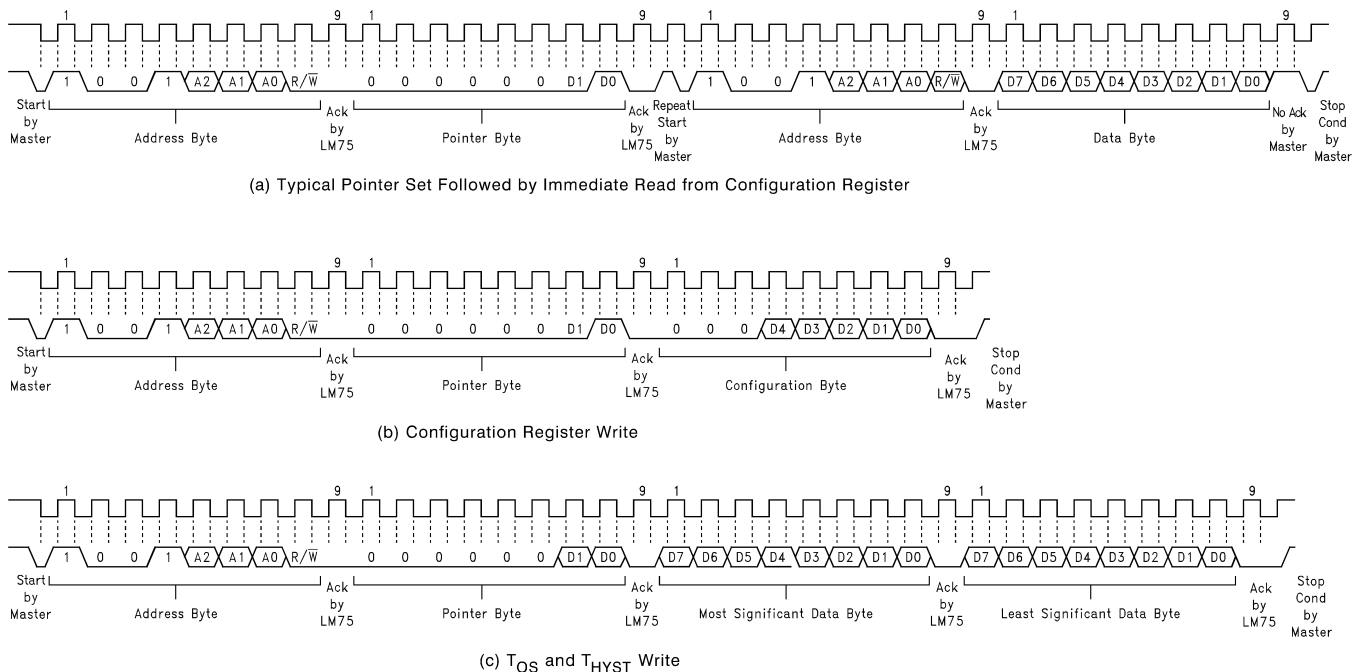 1 9 1 9 1 9 1 9
1 0 0 1 A2 A1 A0 R/W̅ 0 0 0 0 0 0 D1 D0 1 0 0 1 A2 A1 A0 R/W̅ D7 D6 D5 D4 D3 D2 D1 D0
Start by Master
Address Byte
Ack by LM75
Pointer Byte
Ack by LM75
Repeat Start by Master
Address Byte
Ack by LM75
Data Byte
No Ack by Master
Stop Cond by Master
(a) Typical Pointer Set Followed by Immediate Read from Configuration Register
1 9 1 9 1 9
1 0 0 1 A2 A1 A0 R/W̅ 0 0 0 0 0 0 D1 D0 0 0 0 D4 D3 D2 D1 D0
Start by Master
Address Byte
Ack by LM75
Pointer Byte
Ack by LM75
Configuration Byte
Ack by LM75
Stop Cond by Master
(b) Configuration Register Write
1 9 1 9 1 9 1 9
1 0 0 1 A2 A1 A0 R/W̅ 0 0 0 0 0 0 D1 D0 D7 D6 D5 D4 D3 D2 D1 D0 D7 D6 D5 D4 D3 D2 D1 D0
Start by Master
Address Byte
Ack by LM75
Pointer Byte
Ack by LM75
Most Significant Data Byte
Ack by LM75
Least Significant Data Byte
Ack by LM75
Stop Cond by Master
(c) TOS and THYST Write